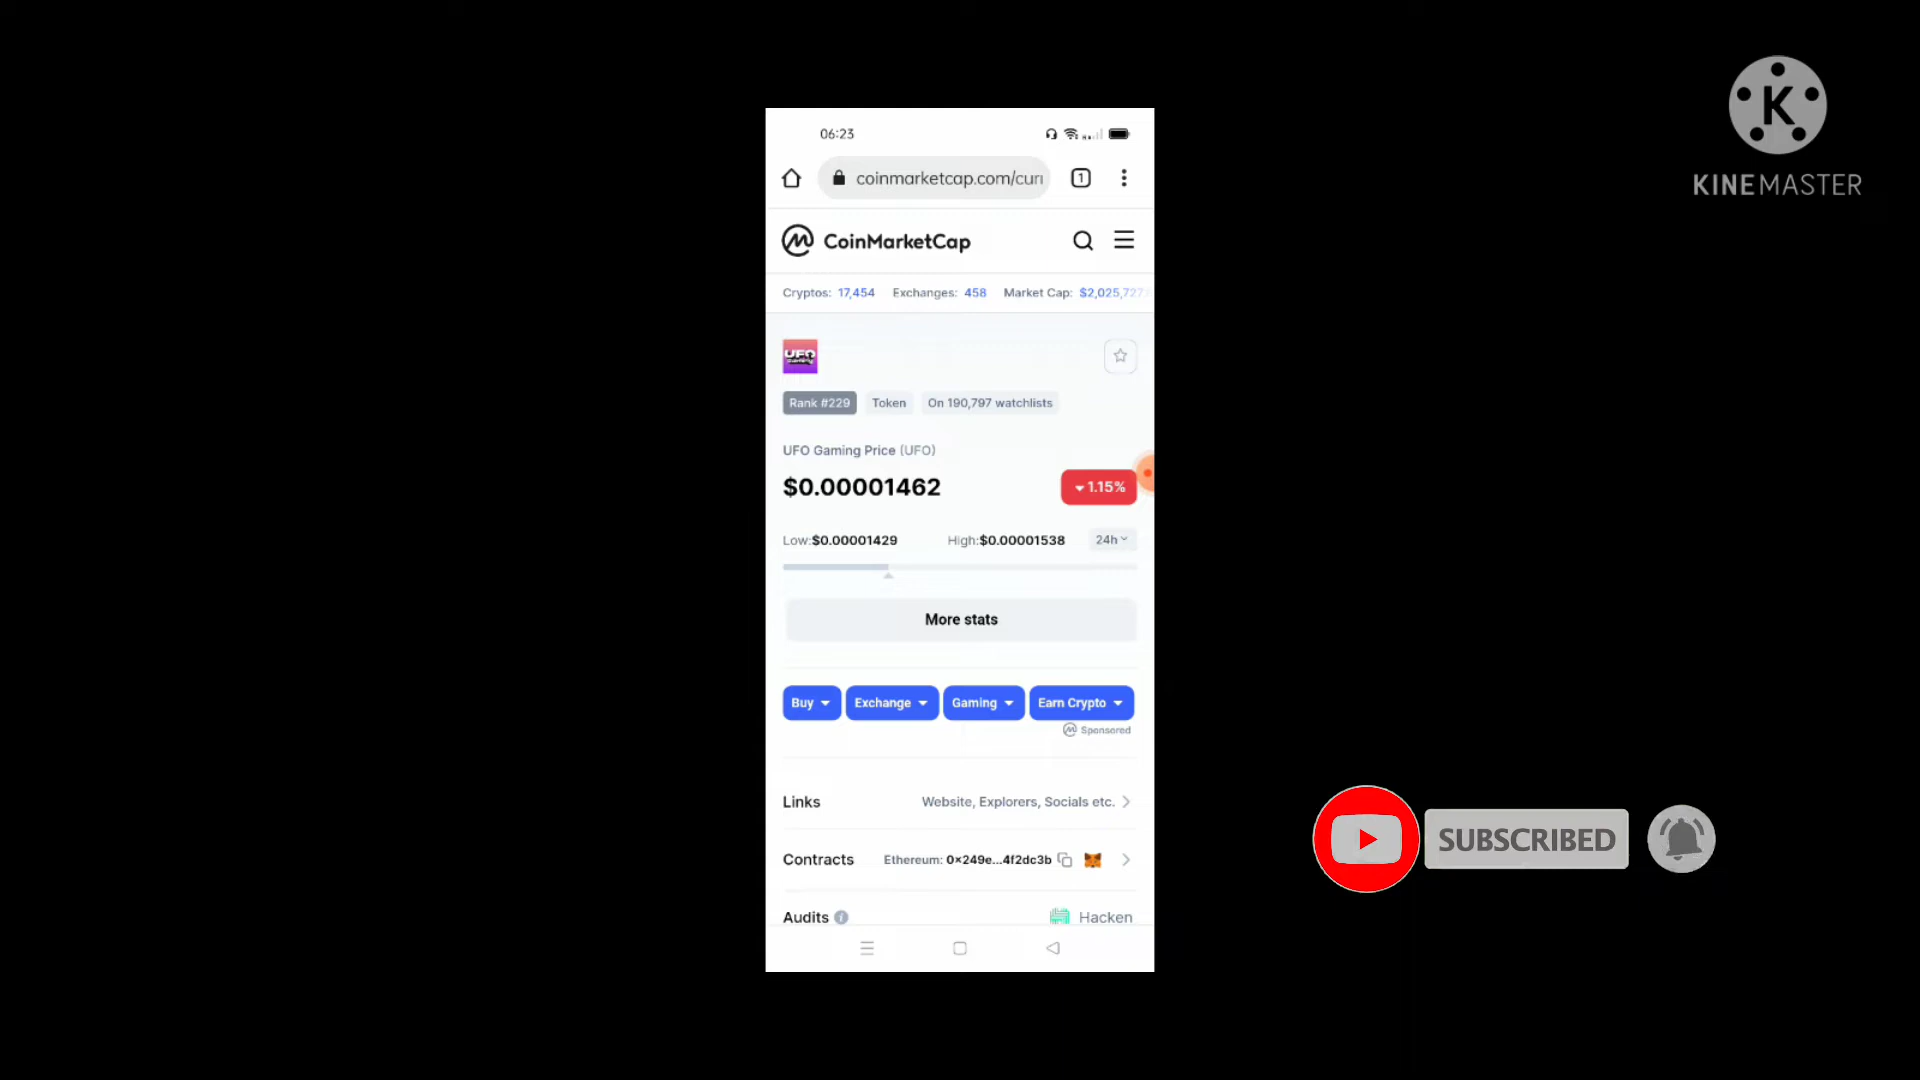 06:23
coinmarketcap.com/curr
1
CoinMarketCap
Cryptos: 17,454 Exchanges: 458 Market Cap: $2,025,727
UFO
Gaming
Rank #229 Token On 190,797 watchlists
UFO Gaming Price (UFO)
$0.00001462 1.15%
Low:$0.00001429 High:$0.00001538 24h
More stats
Buy Exchange Gaming Earn Crypto
Sponsored
Links Website, Explorers, Socials etc.
Contracts Ethereum: 0x249e...4f2dc3b
Audits Hacken
K
KINEMASTER
SUBSCRIBED